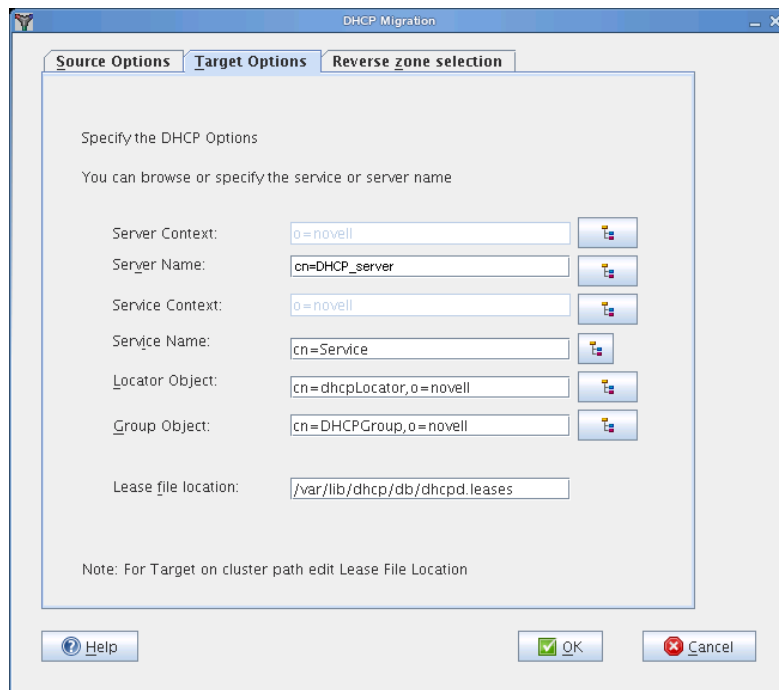 DHCP Migration
Source Options Target Options Reverse zone selection
Specify the DHCP Options
You can browse or specify the service or server name
Server Context: o=novell
Server Name: cn=DHCP_server
Service Context: o=novell
Service Name: cn=Service
Locator Object: cn=dhcpLocator,o=novell
Group Object: cn=DHCPGroup,o=novell
Lease file location: /var/lib/dhcp/db/dhcpd.leases
Note: For Target on cluster path edit Lease File Location
Help OK Cancel